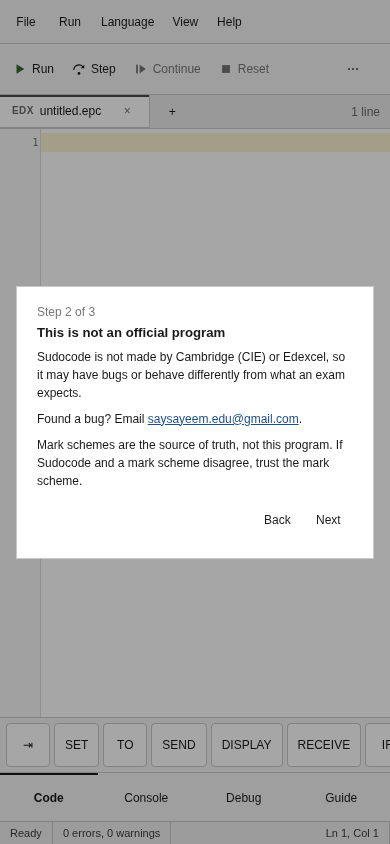 File Run Language View Help
Run Step Continue Reset ...
EDX untitled.epc × + 1 line
1
Step 2 of 3
This is not an official program
Sudocode is not made by Cambridge (CIE) or Edexcel, so
it may have bugs or behave differently from what an exam
expects.
Found a bug? Email saysayeem.edu@gmail.com.
Mark schemes are the source of truth, not this program. If
Sudocode and a mark scheme disagree, trust the mark
scheme.
Back Next
⇥ SET TO SEND DISPLAY RECEIVE IF
Code Console Debug Guide
Ready 0 errors, 0 warnings Ln 1, Col 1